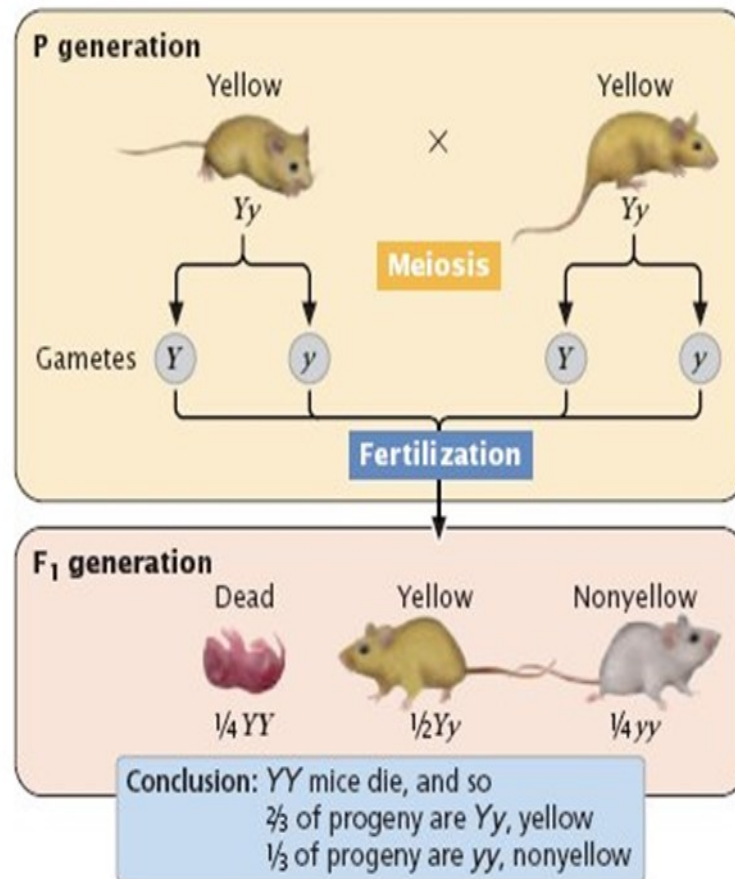 P generation
Yellow
Yellow
×
Yy
Yy
Meiosis
Gametes Y y Y y
Fertilization
F₁ generation
Dead Yellow Nonyellow
¼ YY ½Yy ¼ yy
Conclusion: YY mice die, and so
⅔ of progeny are Yy, yellow
⅓ of progeny are yy, nonyellow